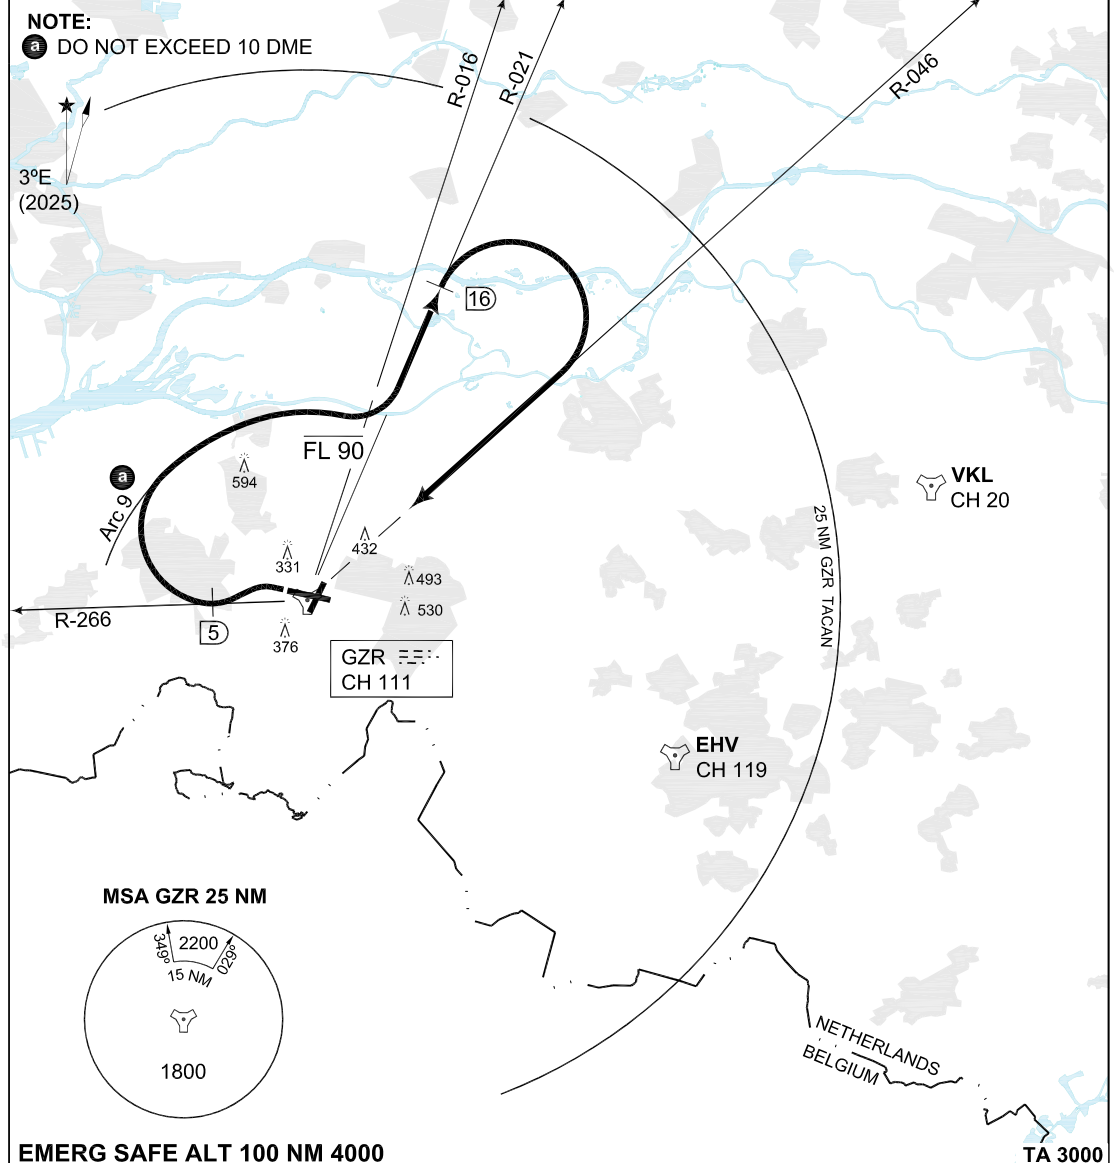 NOTE:
a DO NOT EXCEED 10 DME
R-016
R-021
R-046
3ºE
(2025)
16
FL 90
a
594
Arc 9
VKL
CH 20
432
331
493
530
25 NM GZR TACAN
R-266
5
376
GZR
CH 111
EHV
CH 119
MSA GZR 25 NM
349º
2200
029º
15 NM
1800
NETHERLANDS
BELGIUM
EMERG SAFE ALT 100 NM 4000
TA 3000